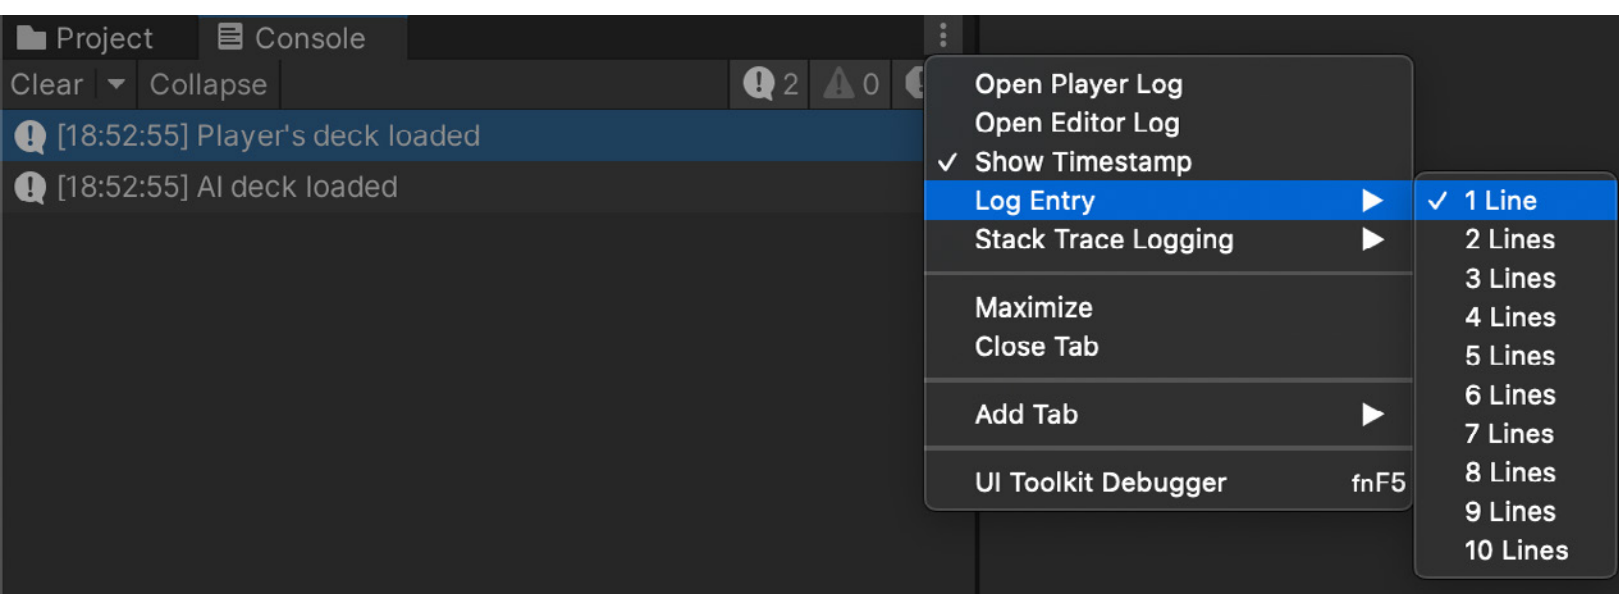 Project
Console
Clear
Collapse
2
0
[18:52:55] Player's deck loaded
[18:52:55] AI deck loaded
Open Player Log
Open Editor Log
Show Timestamp
Log Entry
Stack Trace Logging
Maximize
Close Tab
Add Tab
UI Toolkit Debugger fnF5
1 Line
2 Lines
3 Lines
4 Lines
5 Lines
6 Lines
7 Lines
8 Lines
9 Lines
10 Lines